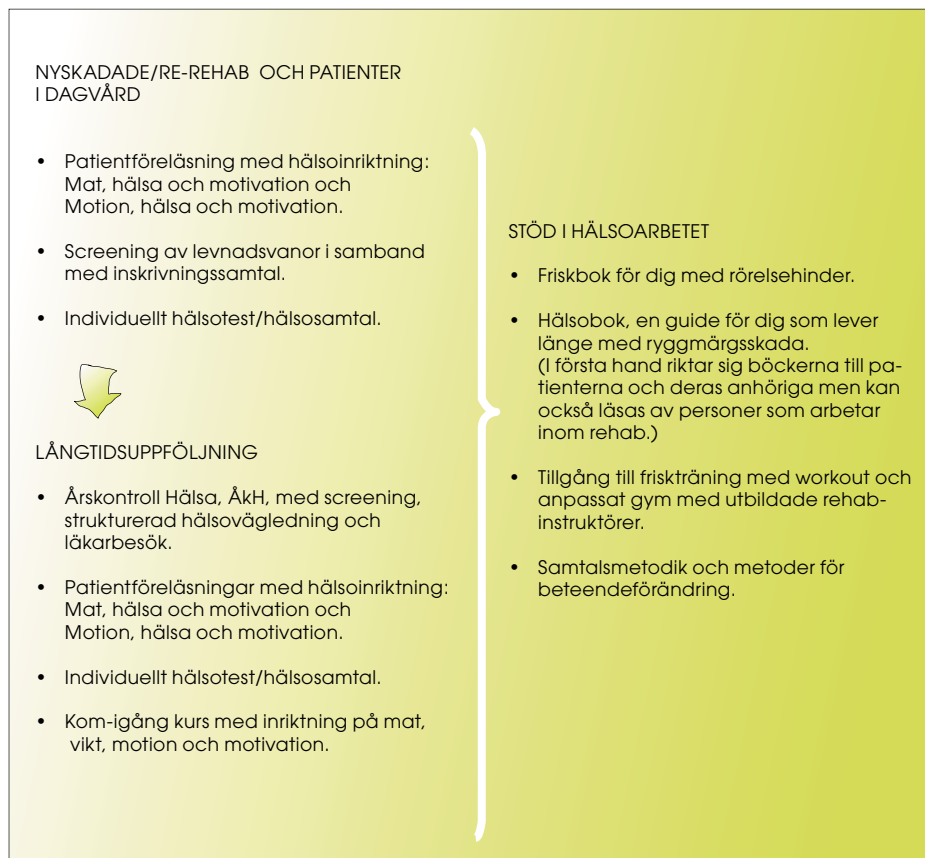 NYSKADADE/RE-REHAB OCH PATIENTER
I DAGVÅRD
• Patientföreläsning med hälsoinriktning:
Mat, hälsa och motivation och
Motion, hälsa och motivation.
• Screening av levnadsvanor i samband
med inskrivningssamtal.
• Individuellt hälsotest/hälsosamtal.
LÅNGTIDSUPPFÖLJNING
• Årskontroll Hälsa, ÅkH, med screening,
strukturerad hälsovägledning och
läkarbesök.
• Patientföreläsningar med hälsoinriktning:
Mat, hälsa och motivation och
Motion, hälsa och motivation.
• Individuellt hälsotest/hälsosamtal.
• Kom-igång kurs med inriktning på mat,
vikt, motion och motivation.
STÖD I HÄLSOARBETET
• Friskbok för dig med rörelsehinder.
• Hälsobok, en guide för dig som lever
länge med ryggmärgsskada.
(I första hand riktar sig böckerna till pa-
tienterna och deras anhöriga men kan
också läsas av personer som arbetar
inom rehab.)
• Tillgång till friskträning med workout och
anpassat gym med utbildade rehab-
instruktörer.
• Samtalsmetodik och metoder för
beteendeförändring.